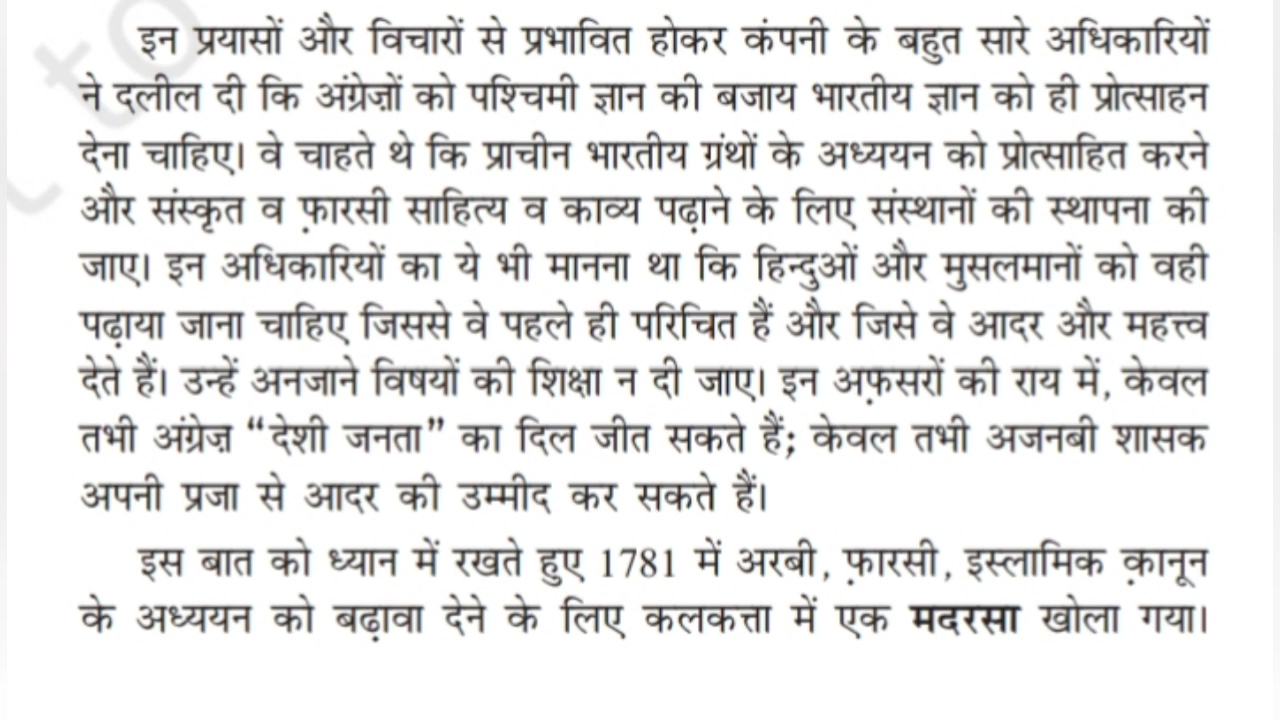 इन प्रयासों और विचारों से प्रभावित होकर कंपनी के बहुत सारे अधिकारियों
ने दलील दी कि अंग्रेज़ों को पश्चिमी ज्ञान की बजाय भारतीय ज्ञान को ही प्रोत्साहन
देना चाहिए। वे चाहते थे कि प्राचीन भारतीय ग्रंथों के अध्ययन को प्रोत्साहित करने
और संस्कृत व फ़ारसी साहित्य व काव्य पढ़ाने के लिए संस्थानों की स्थापना की
जाए। इन अधिकारियों का ये भी मानना था कि हिन्दुओं और मुसलमानों को वही
पढ़ाया जाना चाहिए जिससे वे पहले ही परिचित हैं और जिसे वे आदर और महत्त्व
देते हैं। उन्हें अनजाने विषयों की शिक्षा न दी जाए। इन अफ़सरों की राय में, केवल
तभी अंग्रेज़ “देशी जनता” का दिल जीत सकते हैं; केवल तभी अजनबी शासक
अपनी प्रजा से आदर की उम्मीद कर सकते हैं।
इस बात को ध्यान में रखते हुए 1781 में अरबी, फ़ारसी, इस्लामिक क़ानून
के अध्ययन को बढ़ावा देने के लिए कलकत्ता में एक मदरसा खोला गया।
to